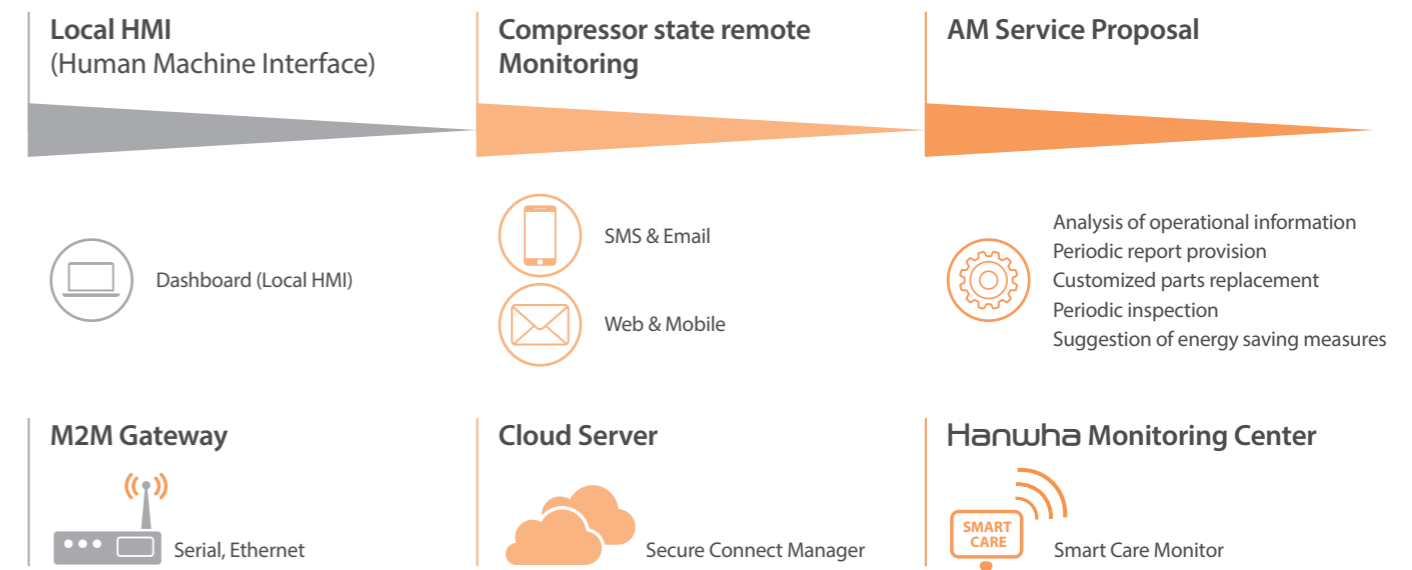 Local HMI
(Human Machine Interface)
Compressor state remote
Monitoring
AM Service Proposal
Dashboard (Local HMI)
SMS & Email
Web & Mobile
Analysis of operational information
Periodic report provision
Customized parts replacement
Periodic inspection
Suggestion of energy saving measures
M2M Gateway
Serial, Ethernet
Cloud Server
Secure Connect Manager
Hanwha Monitoring Center
SMART
CARE
Smart Care Monitor